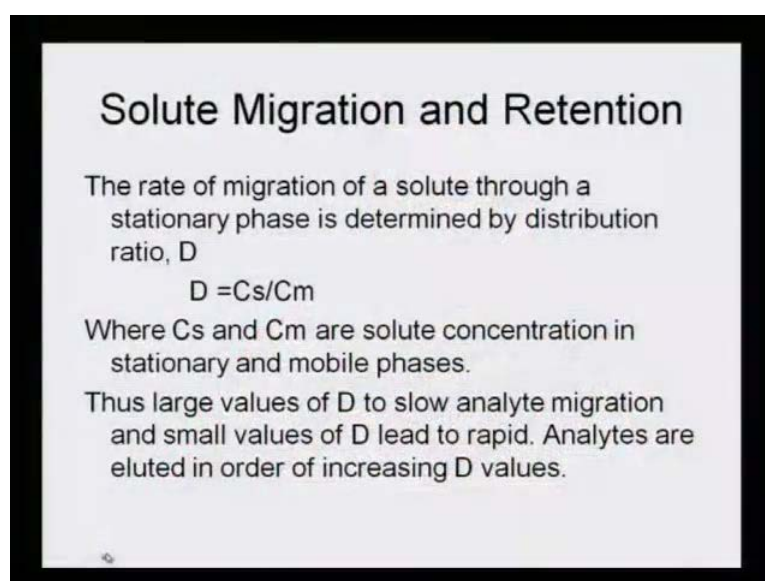 Solute Migration and Retention
The rate of migration of a solute through a
stationary phase is determined by distribution
ratio, D
D =Cs/Cm
Where Cs and Cm are solute concentration in
stationary and mobile phases.
Thus large values of D to slow analyte migration
and small values of D lead to rapid. Analytes are
eluted in order of increasing D values.